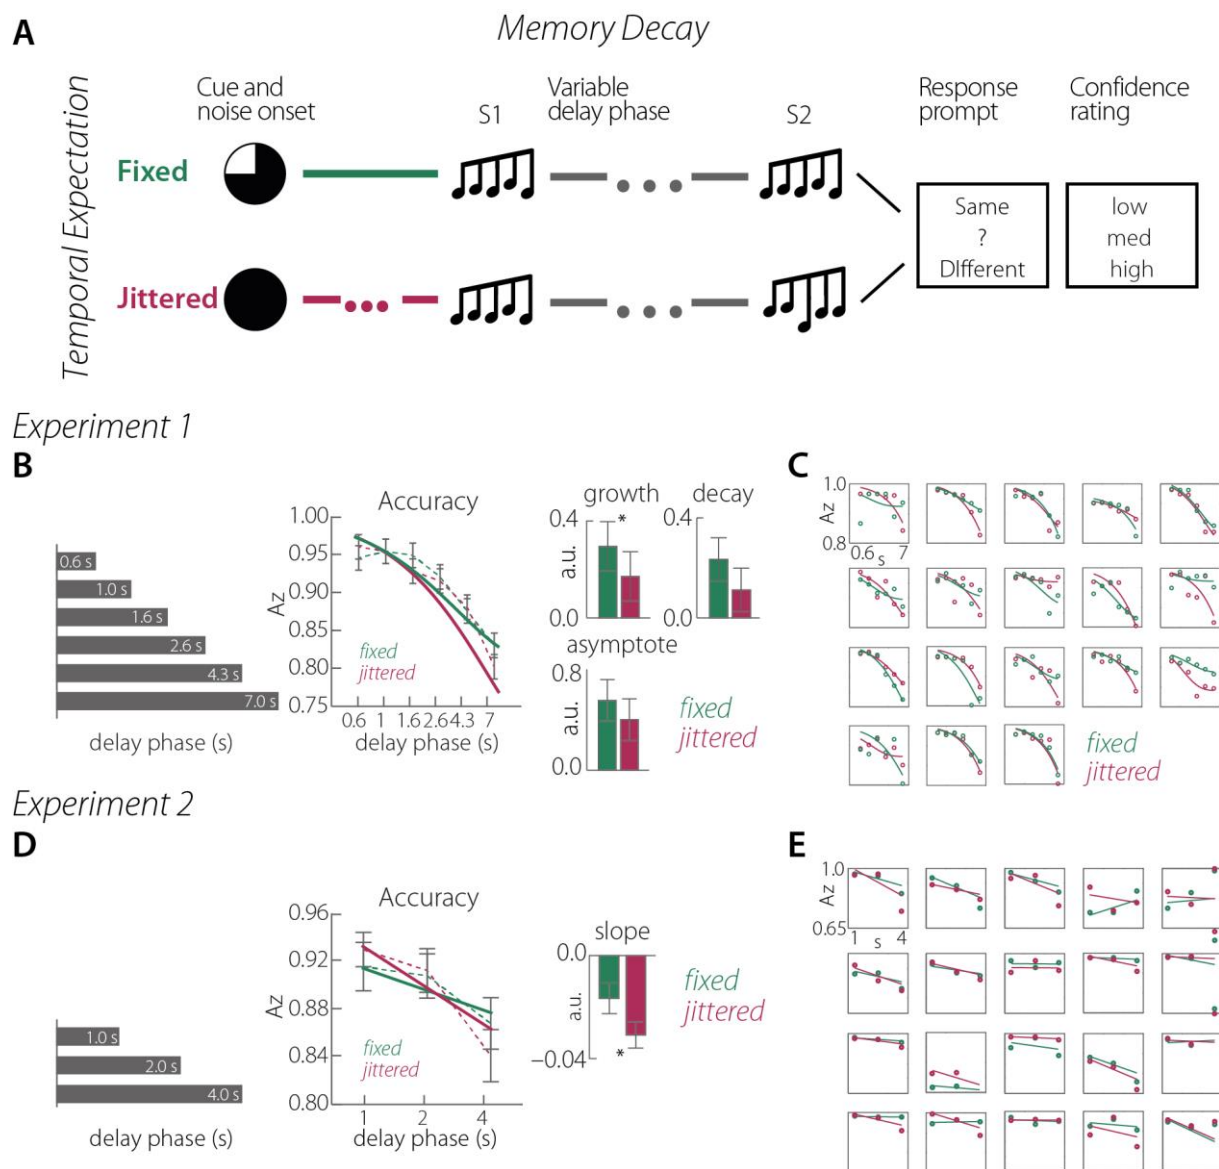 A
Memory Decay
Temporal Expectation
Cue and
noise onset
S1
Variable
delay phase
S2
Response
prompt
Confidence
rating
Fixed
Same
?
DIfferent
low
med
high
Jittered
Experiment 1
B
0.6 s
1.0 s
1.6 s
2.6 s
4.3 s
7.0 s
delay phase (s)
Accuracy
Az
1.00
0.95
0.90
0.85
0.80
0.75
fixed
jittered
0.6 1 1.6 2.6 4.3 7
delay phase (s)
growth
0.4
a.u.
0.0
*
decay
0.4
0.0
asymptote
0.8
a.u.
0.0
fixed
jittered
C
1.0
Az
0.8
0.6 s 7
fixed
jittered
Experiment 2
D
1.0 s
2.0 s
4.0 s
delay phase (s)
Accuracy
Az
0.96
0.92
0.88
0.84
0.80
fixed
jittered
1 2 4
delay phase (s)
slope
0.0
a.u.
−0.04
*
fixed
jittered
E
1.0
Az
0.65
1 s 4